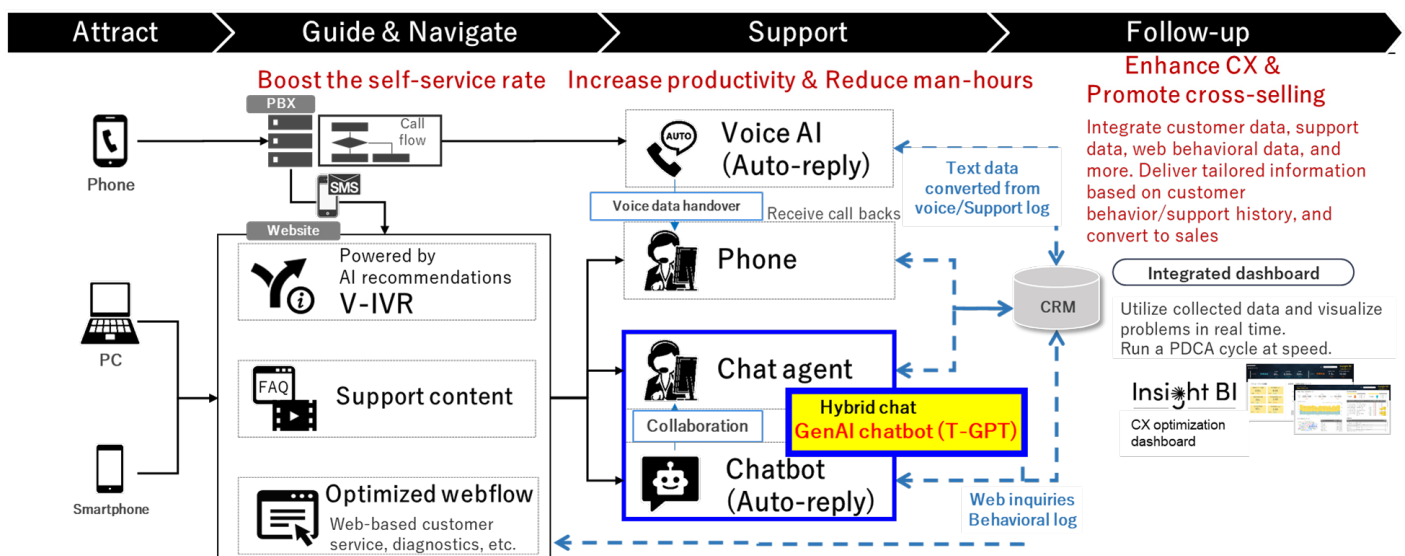 Attract
Guide & Navigate
Support
Follow-up
Boost the self-service rate
Increase productivity & Reduce man-hours
Enhance CX &
Promote cross-selling
Integrate customer data, support
data, web behavioral data, and
more. Deliver tailored information
based on customer
behavior/support history, and
convert to sales
Phone
PBX
Call
flow
SMS
AUTO
Voice AI
(Auto-reply)
Text data
converted from
voice/Support log
Voice data handover
Receive call backs
Website
Powered by
AI recommendations
V-IVR
Phone
CRM
Integrated dashboard
Utilize collected data and visualize
problems in real time.
Run a PDCA cycle at speed.
PC
FAQ
Support content
Chat agent
Collaboration
Hybrid chat
GenAI chatbot (T-GPT)
Insight BI
CX optimization
dashboard
Smartphone
Optimized webflow
Web-based customer
service, diagnostics, etc.
Chatbot
(Auto-reply)
Web inquiries
Behavioral log